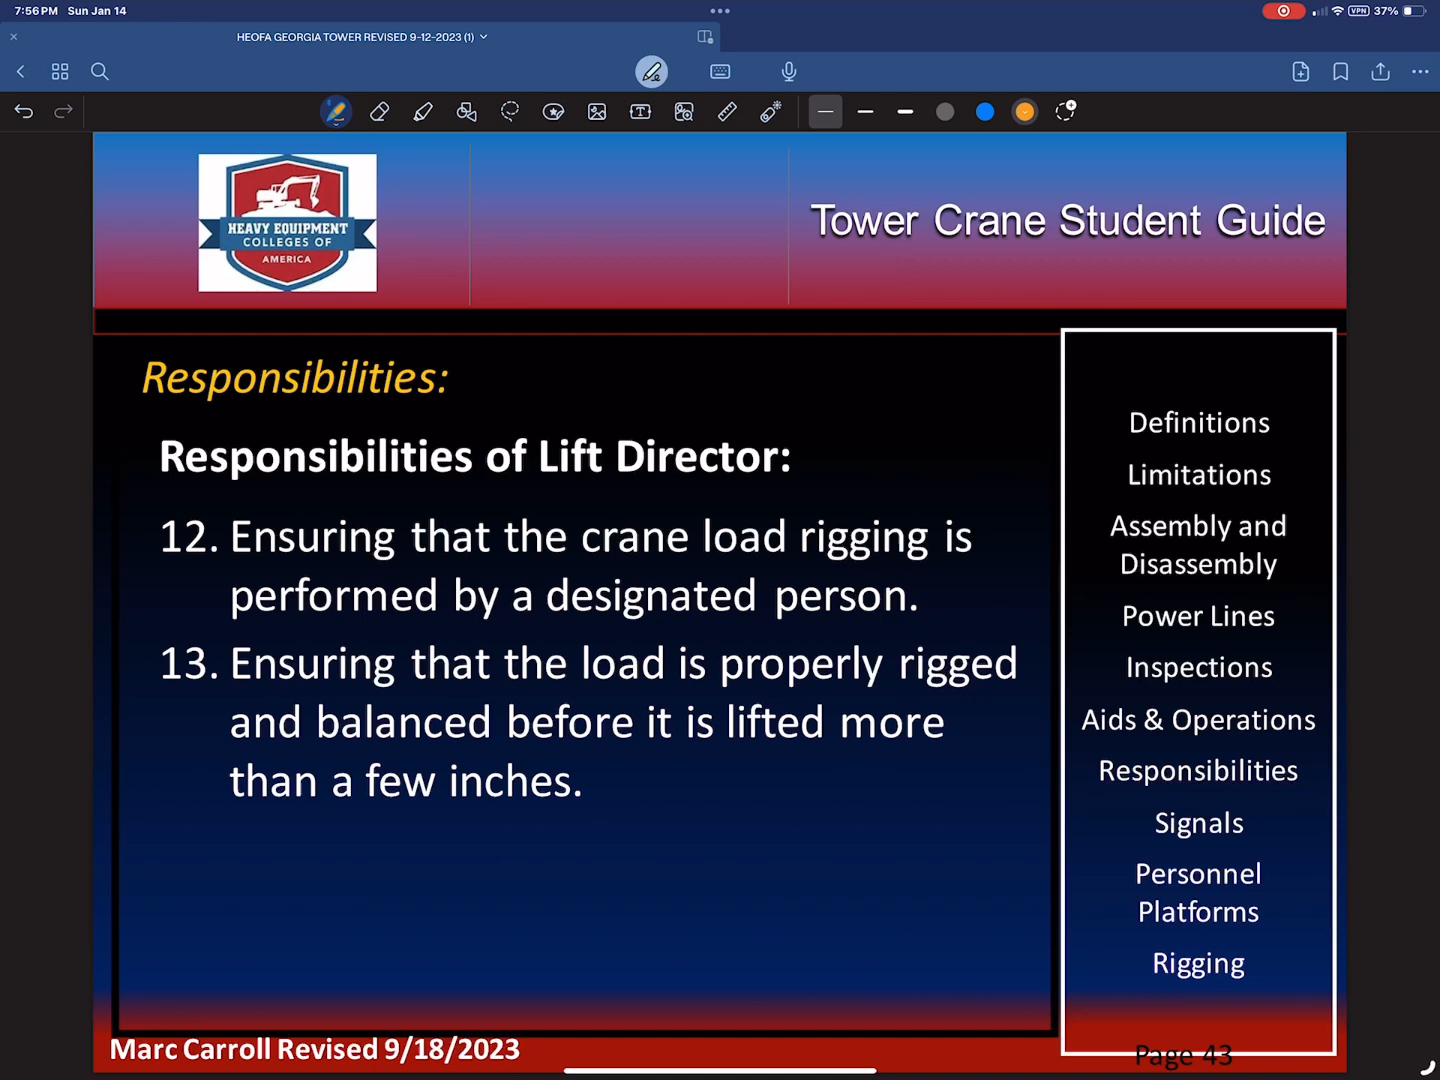 7:56 PM Sun Jan 14
VPN 37%
HEOFA GEORGIA TOWER REVISED 9-12-2023 (1)
HEAVY EQUIPMENT
COLLEGES OF
AMERICA
Tower Crane Student Guide
Responsibilities:
Responsibilities of Lift Director:
12. Ensuring that the crane load rigging is
performed by a designated person.
13. Ensuring that the load is properly rigged
and balanced before it is lifted more
than a few inches.
Definitions
Limitations
Assembly and
Disassembly
Power Lines
Inspections
Aids & Operations
Responsibilities
Signals
Personnel
Platforms
Rigging
Marc Carroll Revised 9/18/2023
Page 43